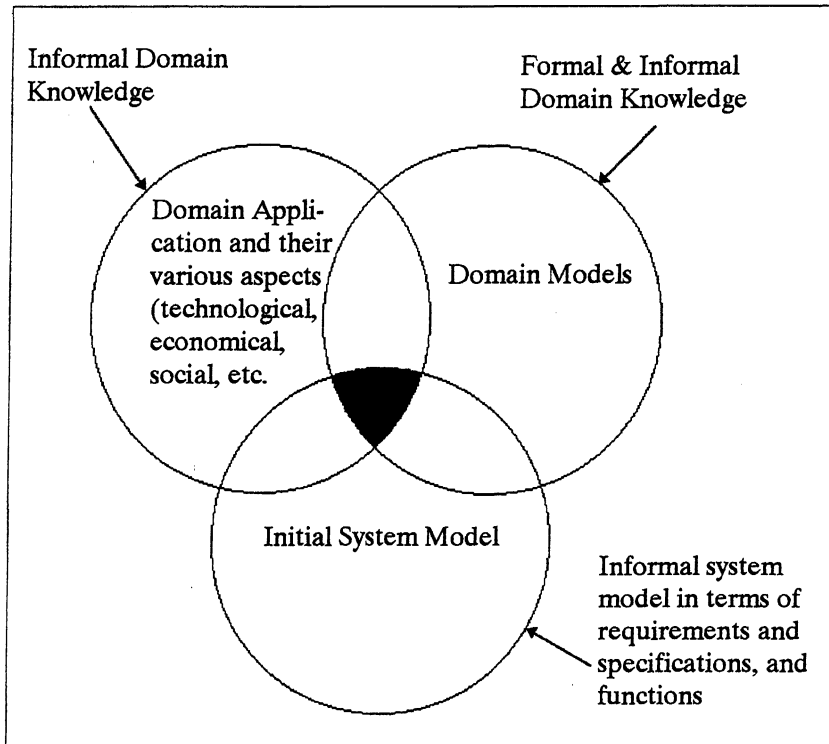 Informal Domain
Knowledge
Formal & Informal
Domain Knowledge
Domain Appli-
cation and their
various aspects
(technological,
economical,
social, etc.
Domain Models
Initial System Model
Informal system
model in terms of
requirements and
specifications, and
functions